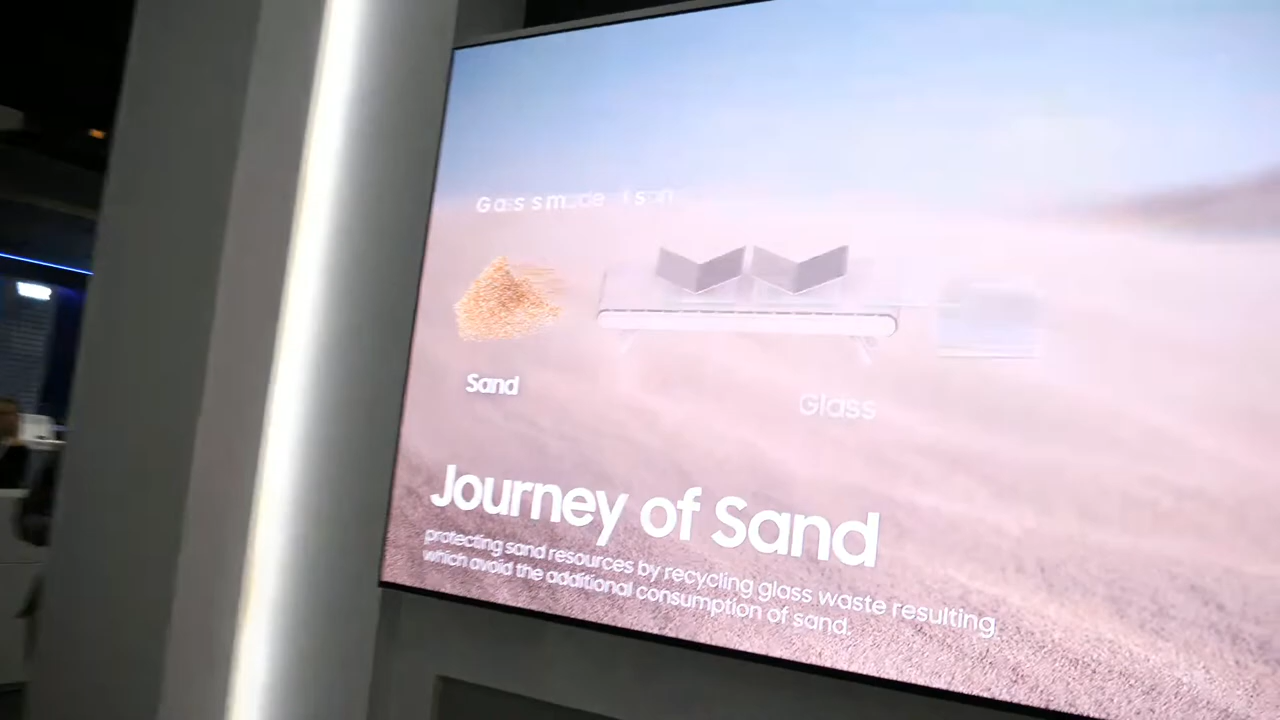 Sand
Glass
Journey of Sand
protecting sand resources by recycling glass waste resulting
which avoid the additional consumption of sand.